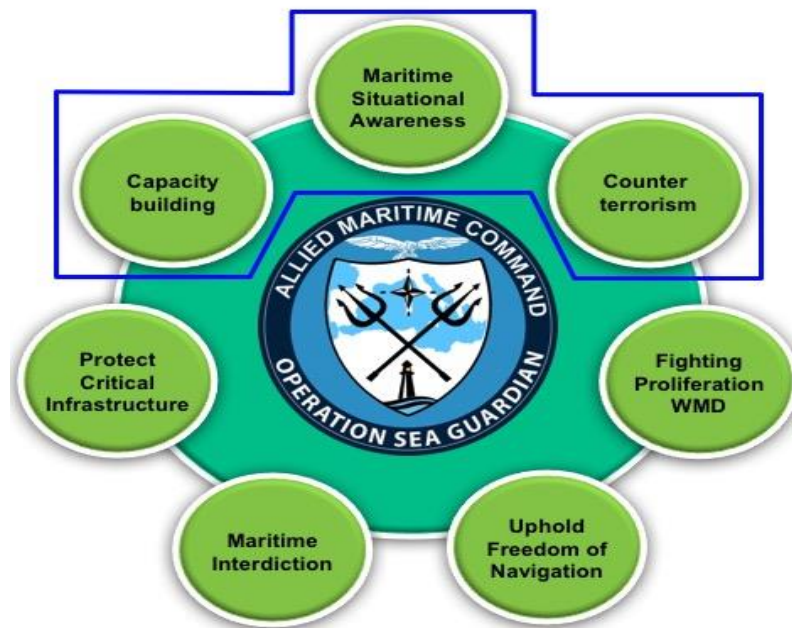 Maritime
Situational
Awareness
Capacity
building
Counter
terrorism
ALLIED MARITIME COMMAND
OPERATION SEA GUARDIAN
Protect
Critical
Infrastructure
Fighting
Proliferation
WMD
Maritime
Interdiction
Uphold
Freedom of
Navigation